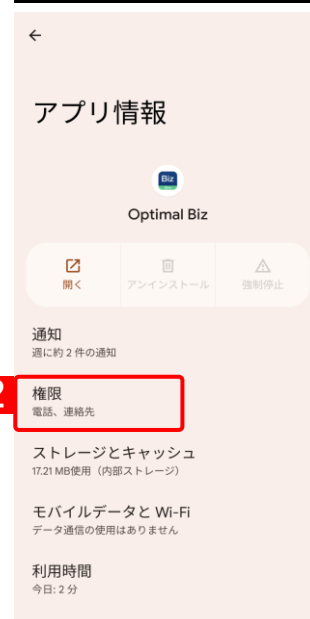 ←
アプリ情報
Biz
Optimal Biz
開く
アンインストール
強制停止
通知
週に約 2 件の通知
2
権限
電話、連絡先
ストレージとキャッシュ
17.21 MB使用（内部ストレージ）
モバイルデータと Wi-Fi
データ通信の使用はありません
利用時間
今日: 2 分